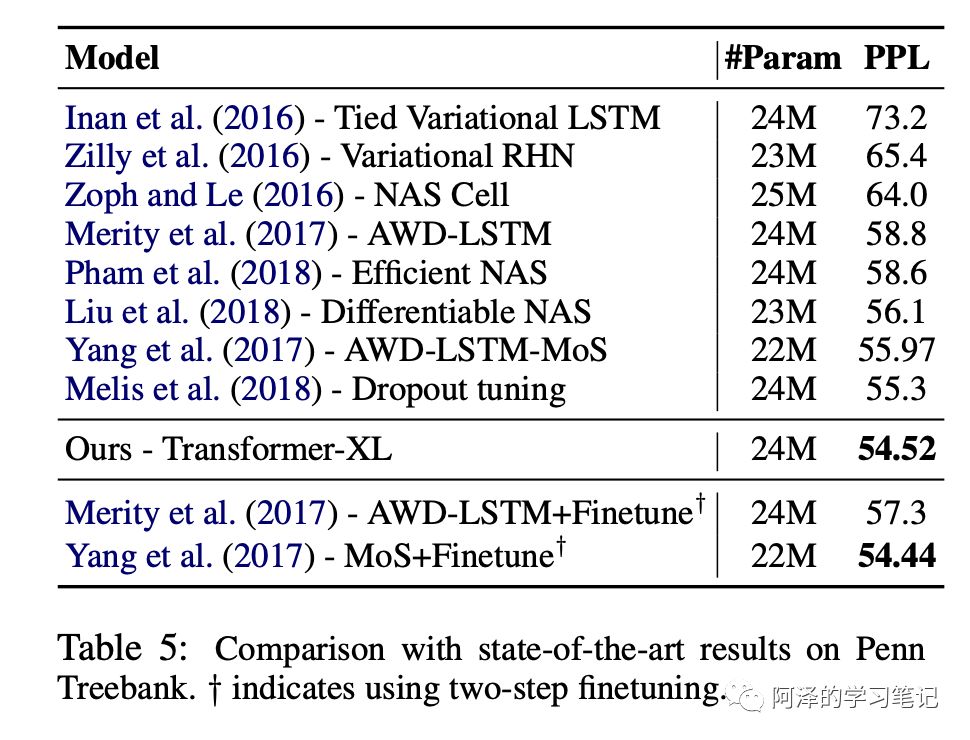 Model #Param PPL
Inan et al. (2016) - Tied Variational LSTM 24M 73.2
Zilly et al. (2016) - Variational RHN 23M 65.4
Zoph and Le (2016) - NAS Cell 25M 64.0
Merity et al. (2017) - AWD-LSTM 24M 58.8
Pham et al. (2018) - Efficient NAS 24M 58.6
Liu et al. (2018) - Differentiable NAS 23M 56.1
Yang et al. (2017) - AWD-LSTM-MoS 22M 55.97
Melis et al. (2018) - Dropout tuning 24M 55.3
Ours - Transformer-XL 24M 54.52
Merity et al. (2017) - AWD-LSTM+Finetune† 24M 57.3
Yang et al. (2017) - MoS+Finetune† 22M 54.44
Table 5: Comparison with state-of-the-art results on Penn
Treebank. † indicates using two-step finetuning.
阿泽的学习笔记